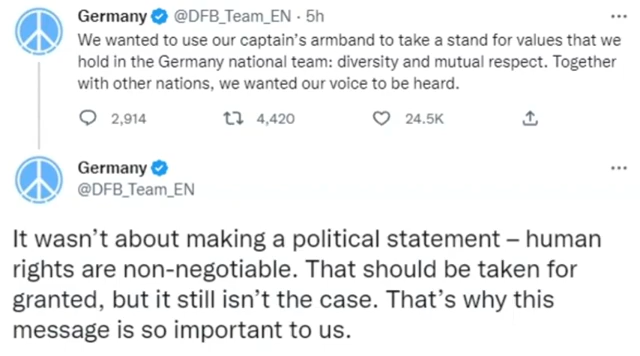 Germany @DFB_Team_EN · 5h
We wanted to use our captain's armband to take a stand for values that we
hold in the Germany national team: diversity and mutual respect. Together
with other nations, we wanted our voice to be heard.
2,914 4,420 24.5K
Germany
@DFB_Team_EN
It wasn't about making a political statement – human
rights are non-negotiable. That should be taken for
granted, but it still isn't the case. That's why this
message is so important to us.